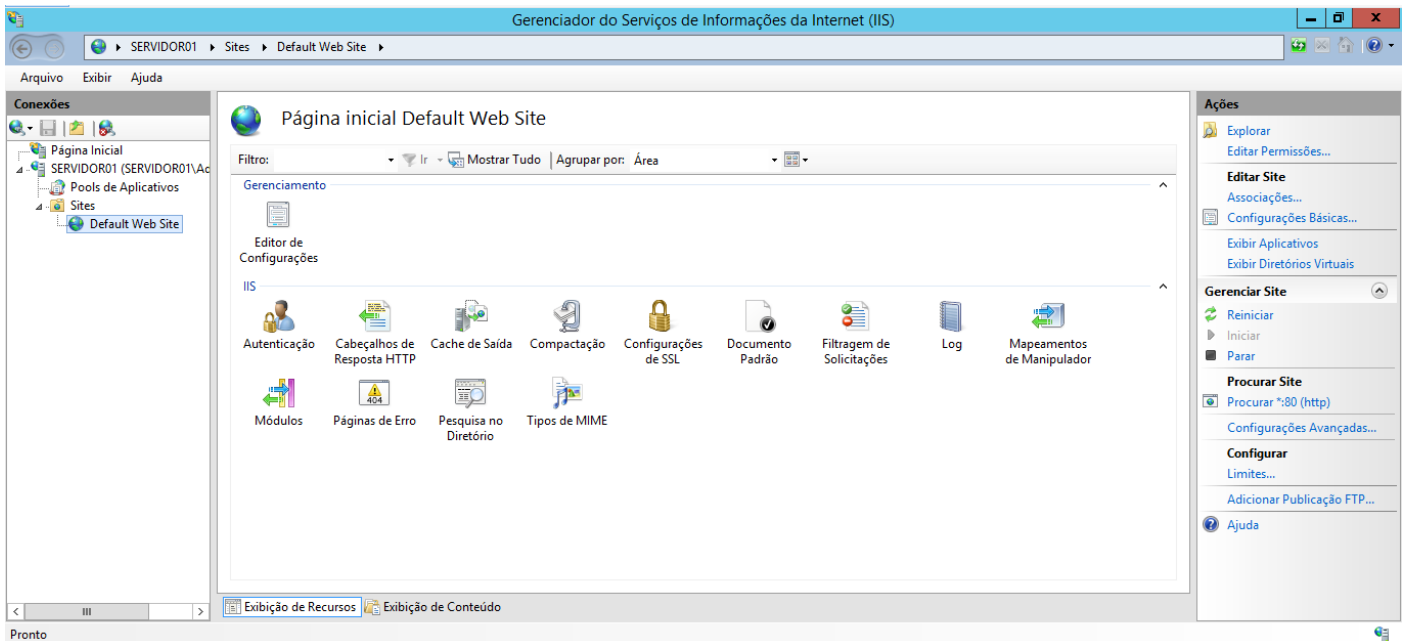 Gerenciador do Serviços de Informações da Internet (IIS)
SERVIDOR01 Sites Default Web Site
Arquivo Exibir Ajuda
Conexões
Página Inicial
SERVIDOR01 (SERVIDOR01\Ad
Pools de Aplicativos
Sites
Default Web Site
Página inicial Default Web Site
Filtro: Ir Mostrar Tudo Agrupar por: Área
Gerenciamento
Editor de
Configurações
IIS
Autenticação
Cabeçalhos de
Resposta HTTP
Cache de Saída
Compactação
Configurações
de SSL
Documento
Padrão
Filtragem de
Solicitações
Log
Mapeamentos
de Manipulador
Módulos
404
Páginas de Erro
Pesquisa no
Diretório
Tipos de MIME
Exibição de Recursos Exibição de Conteúdo
Ações
Explorar
Editar Permissões...
Editar Site
Associações...
Configurações Básicas...
Exibir Aplicativos
Exibir Diretórios Virtuais
Gerenciar Site
Reiniciar
Iniciar
Parar
Procurar Site
Procurar *:80 (http)
Configurações Avançadas...
Configurar
Limites...
Adicionar Publicação FTP...
Ajuda
Pronto